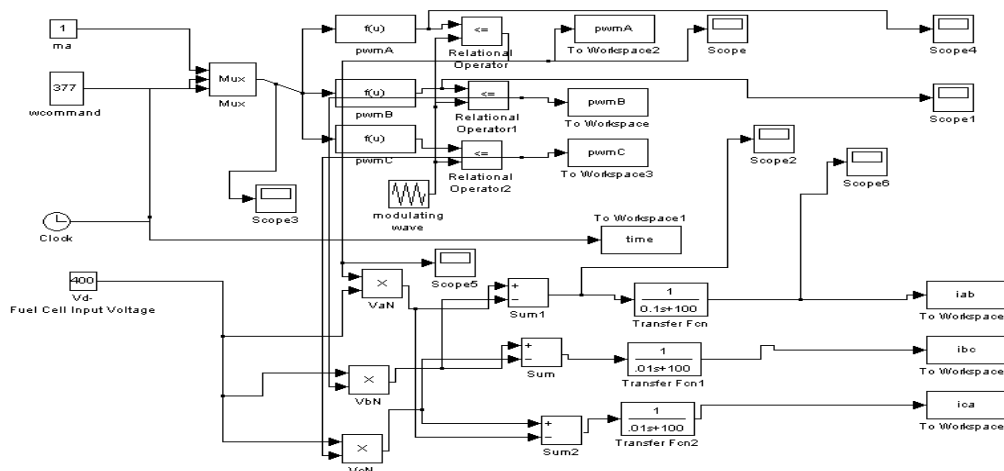 1
ma
377
wcommand
Mux
Mux
f(u)
pwmA
f(u)
pwmB
f(u)
pwmC
<=
Relational
Operator
<=
Relational
Operator1
<=
Relational
Operator2
pwmA
To Workspace2
pwmB
To Workspace
pwmC
To Workspace3
Scope
Scope4
Scope1
Scope2
Scope6
Scope3
modulating
wave
Clock
To Workspace1
time
400
Vd-
Fuel Cell Input Voltage
Scope5
×
VaN
×
VbN
×
+
−
Sum1
+
−
Sum
+
−
Sum2
1
0.1s+100
Transfer Fcn
1
.01s+100
Transfer Fcn1
1
.01s+100
Transfer Fcn2
iab
To Workspace
ibc
To Workspace
ica
To Workspace